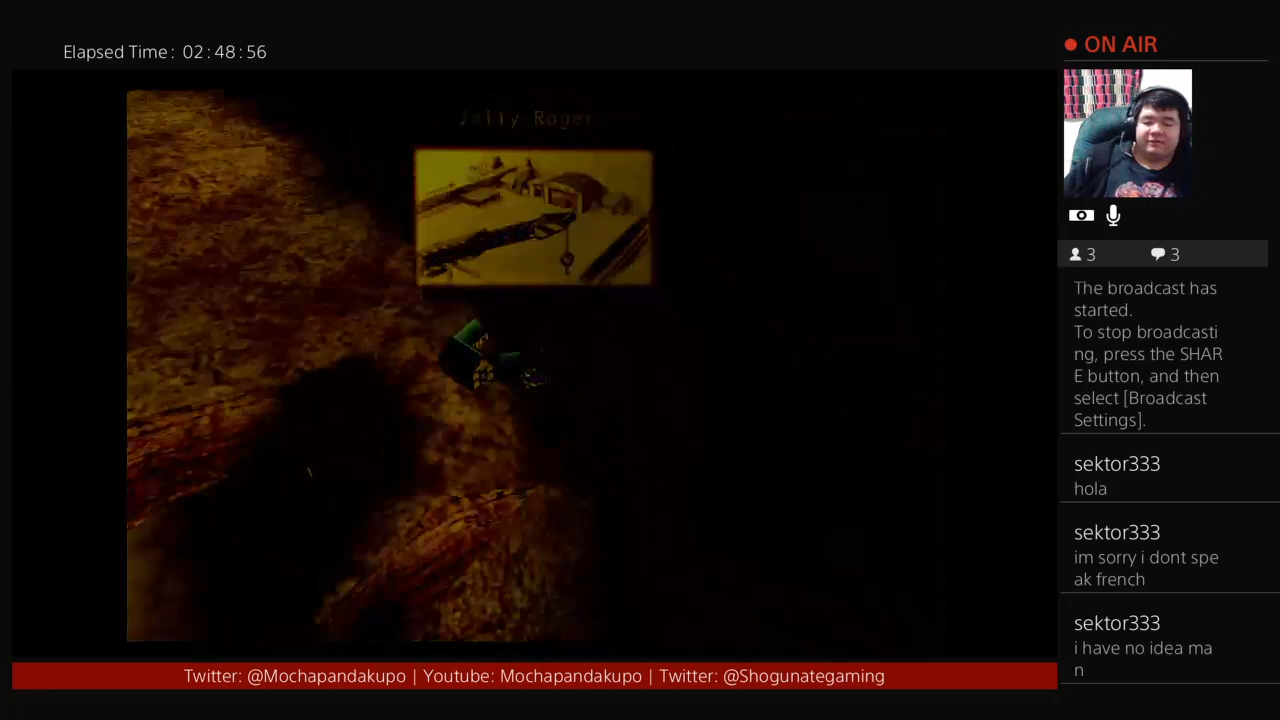 Elapsed Time: 02:48:56
ON AIR
Jolly Roger
3
3
The broadcast has
started.
To stop broadcasti
ng, press the SHAR
E button, and then
select [Broadcast
Settings].
sektor333
hola
sektor333
im sorry i dont spe
ak french
sektor333
i have no idea ma
n
Twitter: @Mochapandakupo | Youtube: Mochapandakupo | Twitter: @Shogunategaming